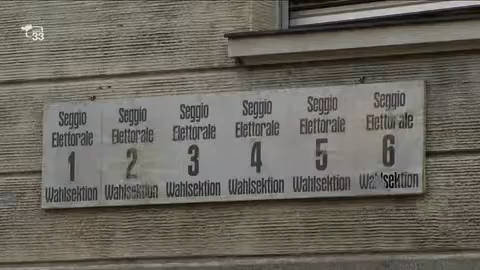 33
Seggio Seggio Seggio Seggio Seggio Seggio
Elettorale Elettorale Elettorale Elettorale Elettorale Elettorale
1 2 3 4 5 6
Wahlsektion Wahlsektion Wahlsektion Wahlsektion Wahlsektion Wahlsektion